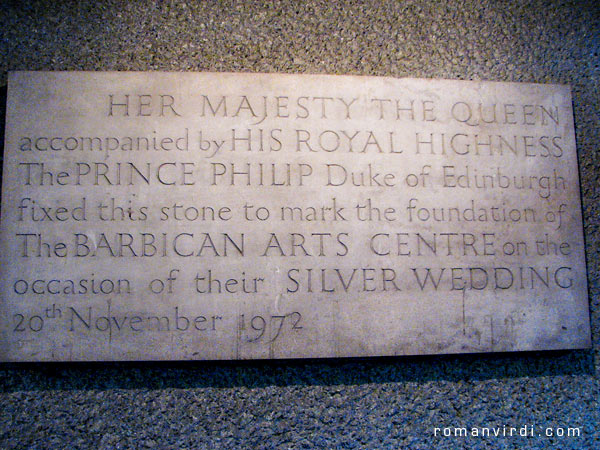 HER MAJESTY THE QUEEN
accompanied by HIS ROYAL HIGHNESS
The PRINCE PHILIP Duke of Edinburgh
fixed this stone to mark the foundation of
The BARBICAN ARTS CENTRE on the
occasion of their SILVER WEDDING
20th November 1972
romanvirdi.com